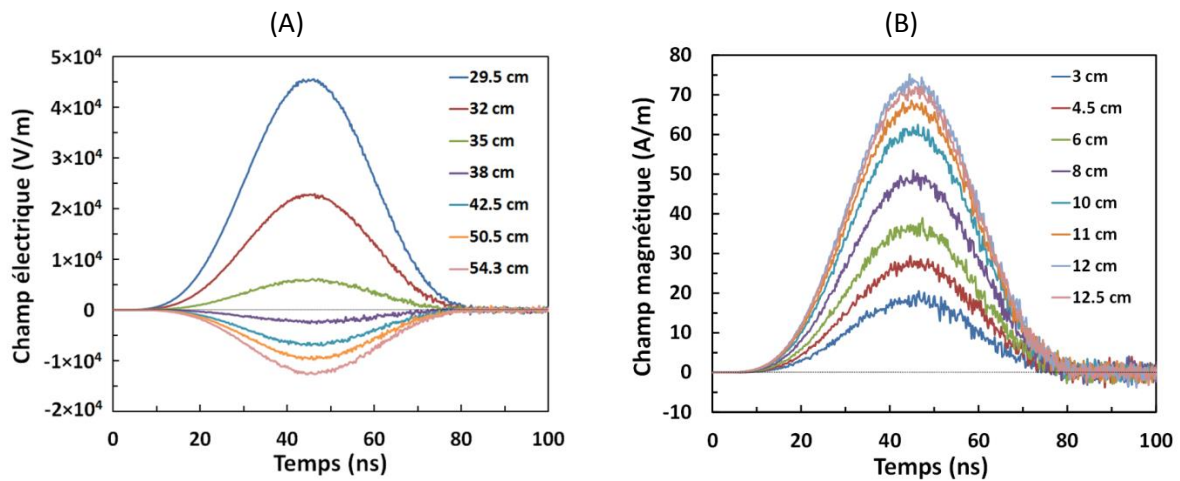 (A)
Champ électrique (V/m)
5×10⁴
4×10⁴
3×10⁴
2×10⁴
1×10⁴
0
-1×10⁴
-2×10⁴
0 20 40 60 80 100
Temps (ns)
29.5 cm
32 cm
35 cm
38 cm
42.5 cm
50.5 cm
54.3 cm
(B)
Champ magnétique (A/m)
80
70
60
50
40
30
20
10
0
-10
0 20 40 60 80 100
Temps (ns)
3 cm
4.5 cm
6 cm
8 cm
10 cm
11 cm
12 cm
12.5 cm